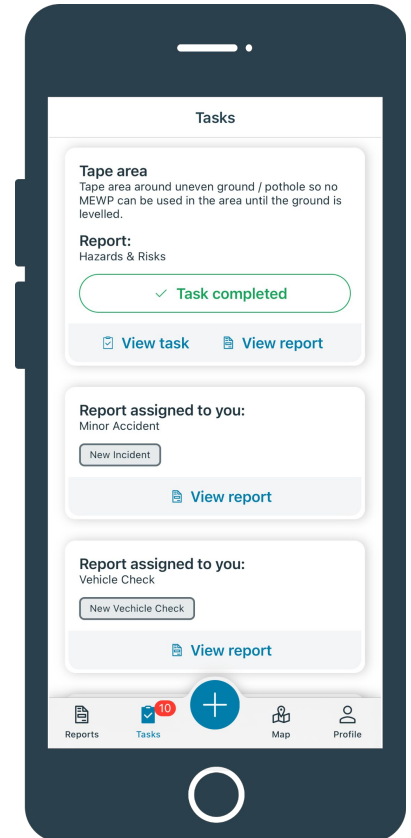 Tasks
Tape area
Tape area around uneven ground / pothole so no
MEWP can be used in the area until the ground is
levelled.
Report:
Hazards & Risks
Task completed
View task View report
Report assigned to you:
Minor Accident
New Incident
View report
Report assigned to you:
Vehicle Check
New Vechicle Check
View report
10
Reports Tasks Map Profile